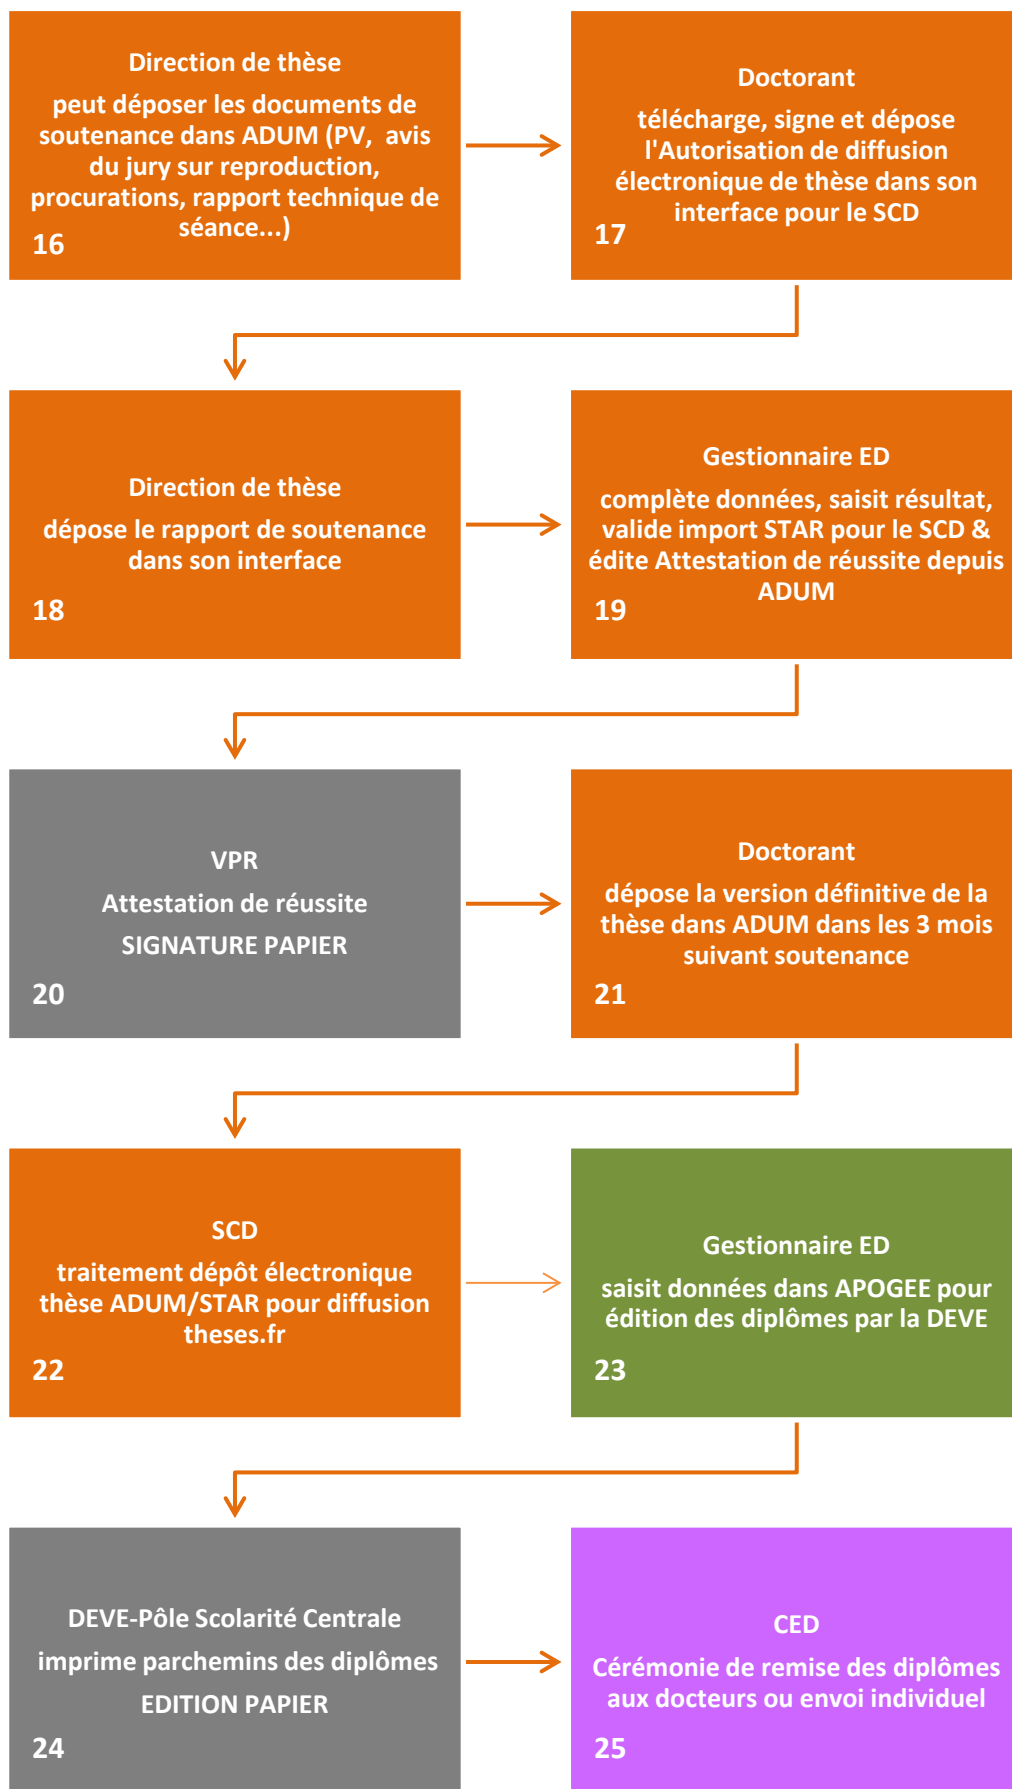 Direction de thèse
peut déposer les documents de
soutenance dans ADUM (PV,  avis
du jury sur reproduction,
procurations, rapport technique de
séance...)
16
Doctorant
télécharge, signe et dépose
l'Autorisation de diffusion
électronique de thèse dans son
interface pour le SCD
17
Direction de thèse
dépose le rapport de soutenance
dans son interface
18
Gestionnaire ED
complète données, saisit résultat,
valide import STAR pour le SCD &
édite Attestation de réussite depuis
ADUM
19
VPR
Attestation de réussite
SIGNATURE PAPIER
20
Doctorant
dépose la version définitive de la
thèse dans ADUM dans les 3 mois
suivant soutenance
21
SCD
traitement dépôt électronique
thèse ADUM/STAR pour diffusion
theses.fr
22
Gestionnaire ED
saisit données dans APOGEE pour
édition des diplômes par la DEVE
23
DEVE-Pôle Scolarité Centrale
imprime parchemins des diplômes
EDITION PAPIER
24
CED
Cérémonie de remise des diplômes
aux docteurs ou envoi individuel
25